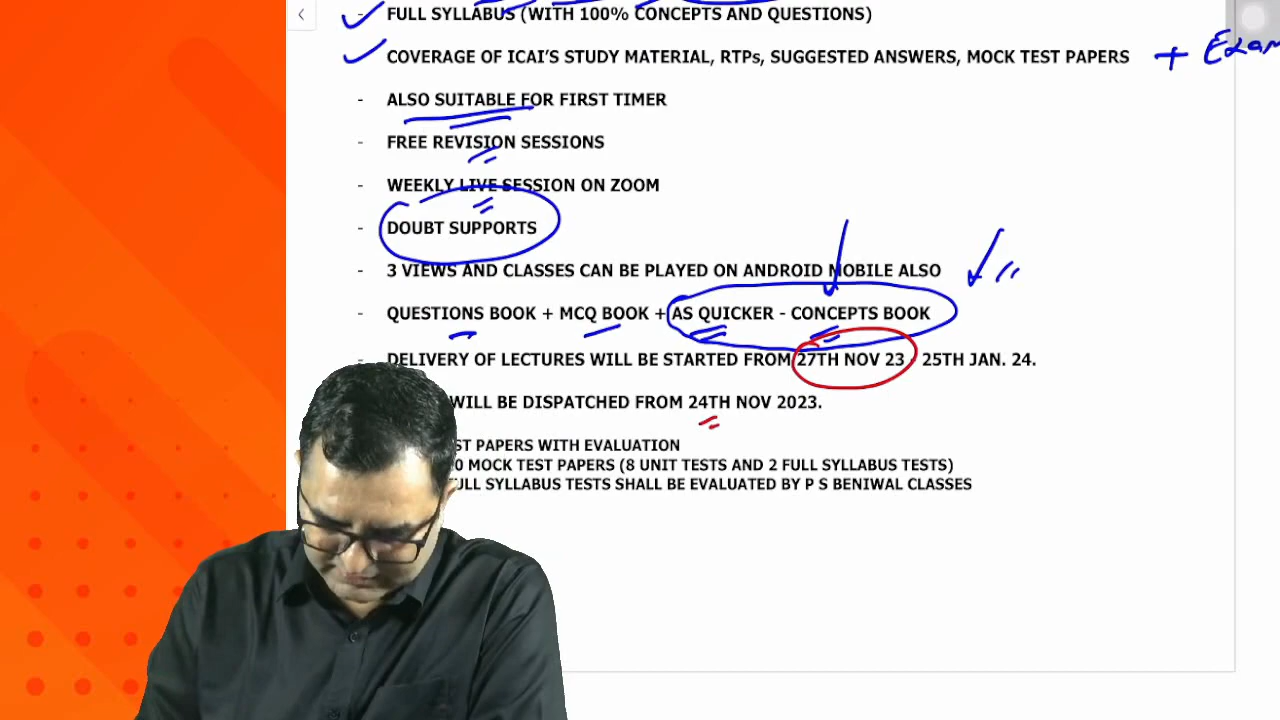 - FULL SYLLABUS (WITH 100% CONCEPTS AND QUESTIONS)
- COVERAGE OF ICAI'S STUDY MATERIAL, RTPs, SUGGESTED ANSWERS, MOCK TEST PAPERS + Exam
- ALSO SUITABLE FOR FIRST TIMER
- FREE REVISION SESSIONS
- WEEKLY LIVE SESSION ON ZOOM
- DOUBT SUPPORTS
- 3 VIEWS AND CLASSES CAN BE PLAYED ON ANDROID MOBILE ALSO
- QUESTIONS BOOK + MCQ BOOK + AS QUICKER - CONCEPTS BOOK
- DELIVERY OF LECTURES WILL BE STARTED FROM 27TH NOV 23 25TH JAN. 24.
WILL BE DISPATCHED FROM 24TH NOV 2023.
ST PAPERS WITH EVALUATION
0 MOCK TEST PAPERS (8 UNIT TESTS AND 2 FULL SYLLABUS TESTS)
FULL SYLLABUS TESTS SHALL BE EVALUATED BY P S BENIWAL CLASSES